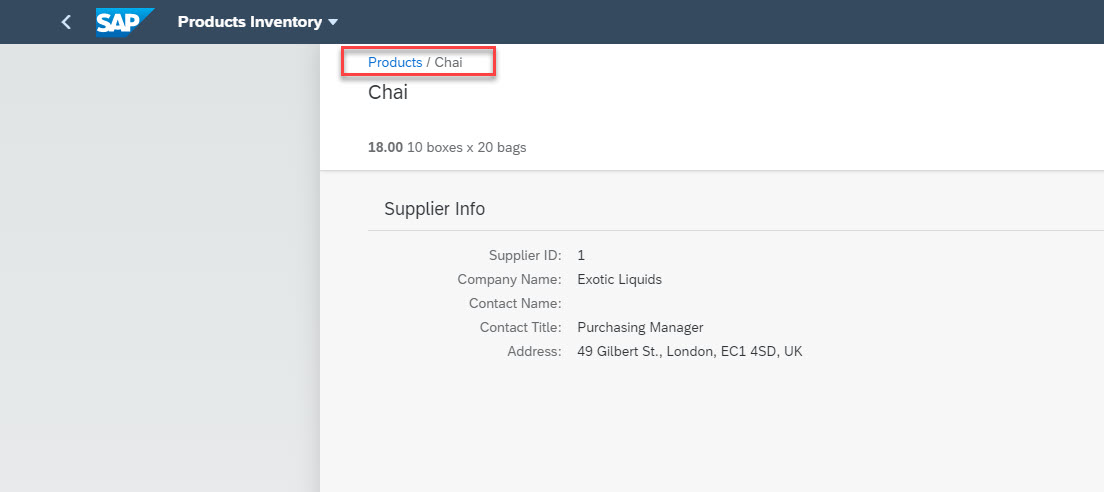 SAP Products Inventory
Products / Chai
Chai
18.00 10 boxes x 20 bags
Supplier Info
Supplier ID: 1
Company Name: Exotic Liquids
Contact Name:
Contact Title: Purchasing Manager
Address: 49 Gilbert St., London, EC1 4SD, UK